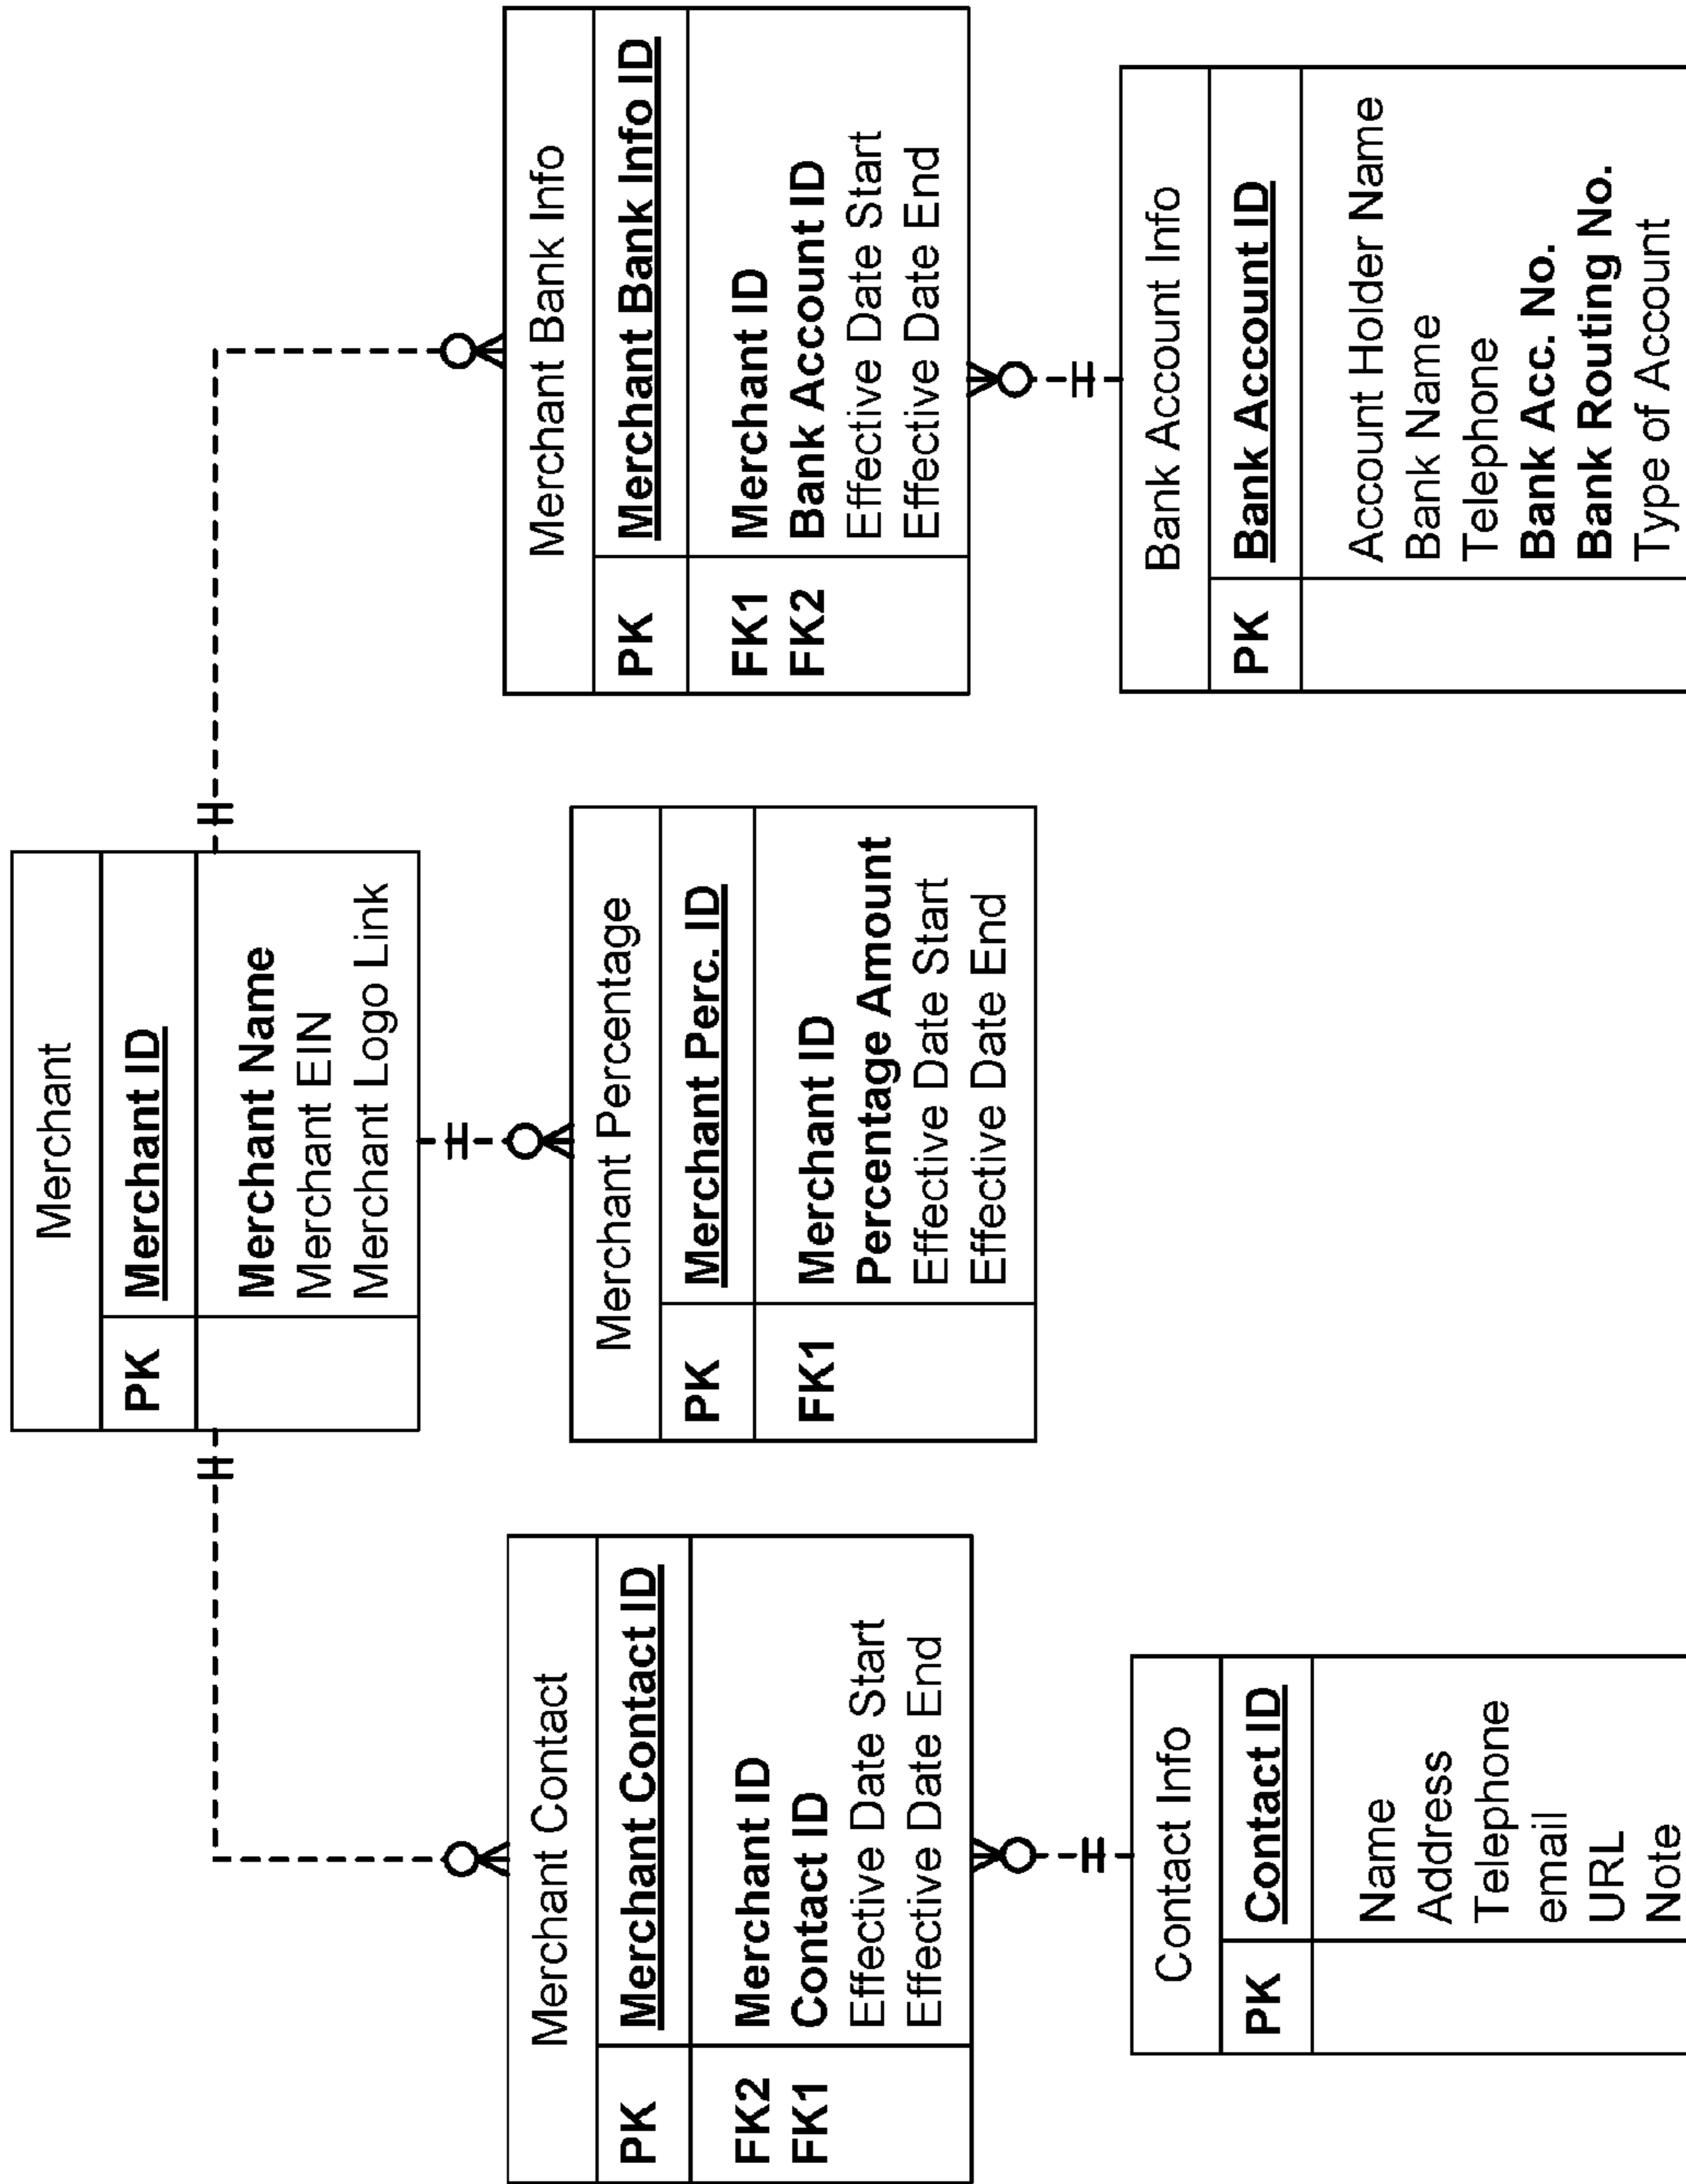 Merchant
PK Merchant ID
Merchant Name
Merchant EIN
Merchant Logo Link
Merchant Contact
PK Merchant Contact ID
FK2 Merchant ID
FK1 Contact ID
Effective Date Start
Effective Date End
Merchant Percentage
PK Merchant Perc. ID
FK1 Merchant ID
Percentage Amount
Effective Date Start
Effective Date End
Merchant Bank Info
PK Merchant Bank Info ID
FK1 Merchant ID
FK2 Bank Account ID
Effective Date Start
Effective Date End
Contact Info
PK Contact ID
Name
Address
Telephone
email
URL
Note
Bank Account Info
PK Bank Account ID
Account Holder Name
Bank Name
Telephone
Bank Acc. No.
Bank Routing No.
Type of Account